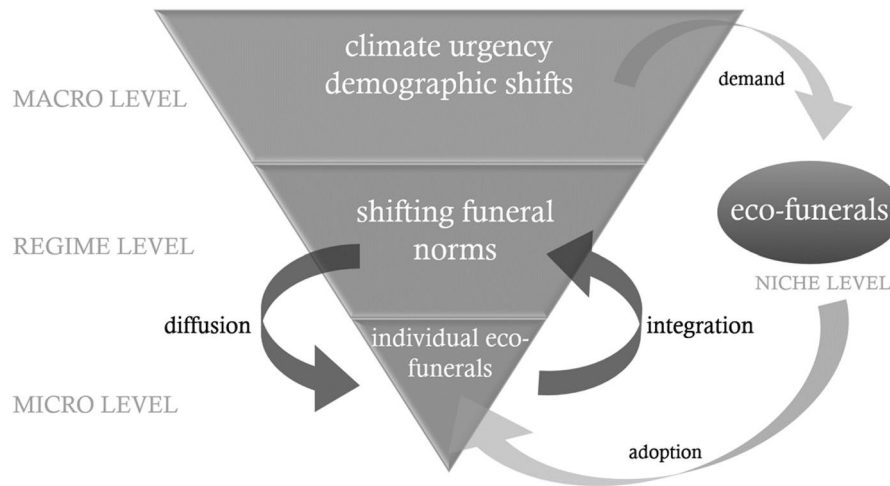 climate urgency
demographic shifts
demand
MACRO LEVEL
eco-funerals
shifting funeral
norms
REGIME LEVEL
NICHE LEVEL
diffusion
integration
individual eco-
funerals
MICRO LEVEL
adoption